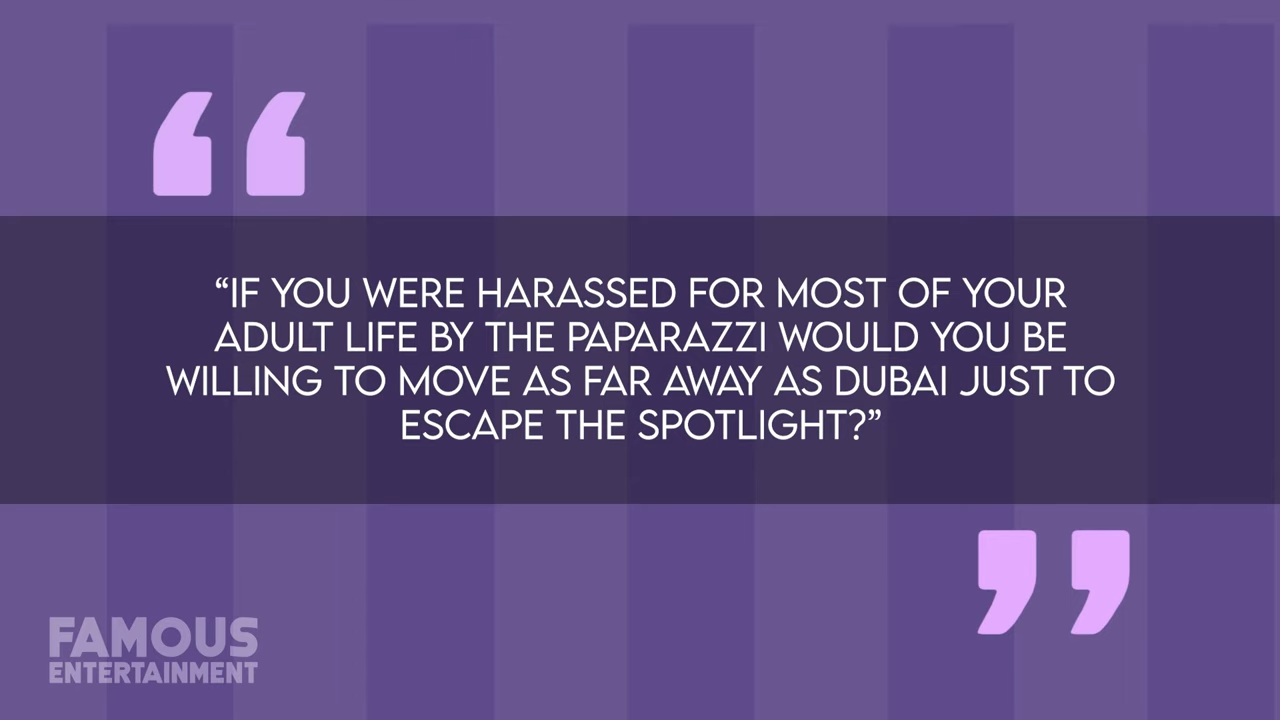 “IF YOU WERE HARASSED FOR MOST OF YOUR
ADULT LIFE BY THE PAPARAZZI WOULD YOU BE
WILLING TO MOVE AS FAR AWAY AS DUBAI JUST TO
ESCAPE THE SPOTLIGHT?”
FAMOUS
ENTERTAINMENT